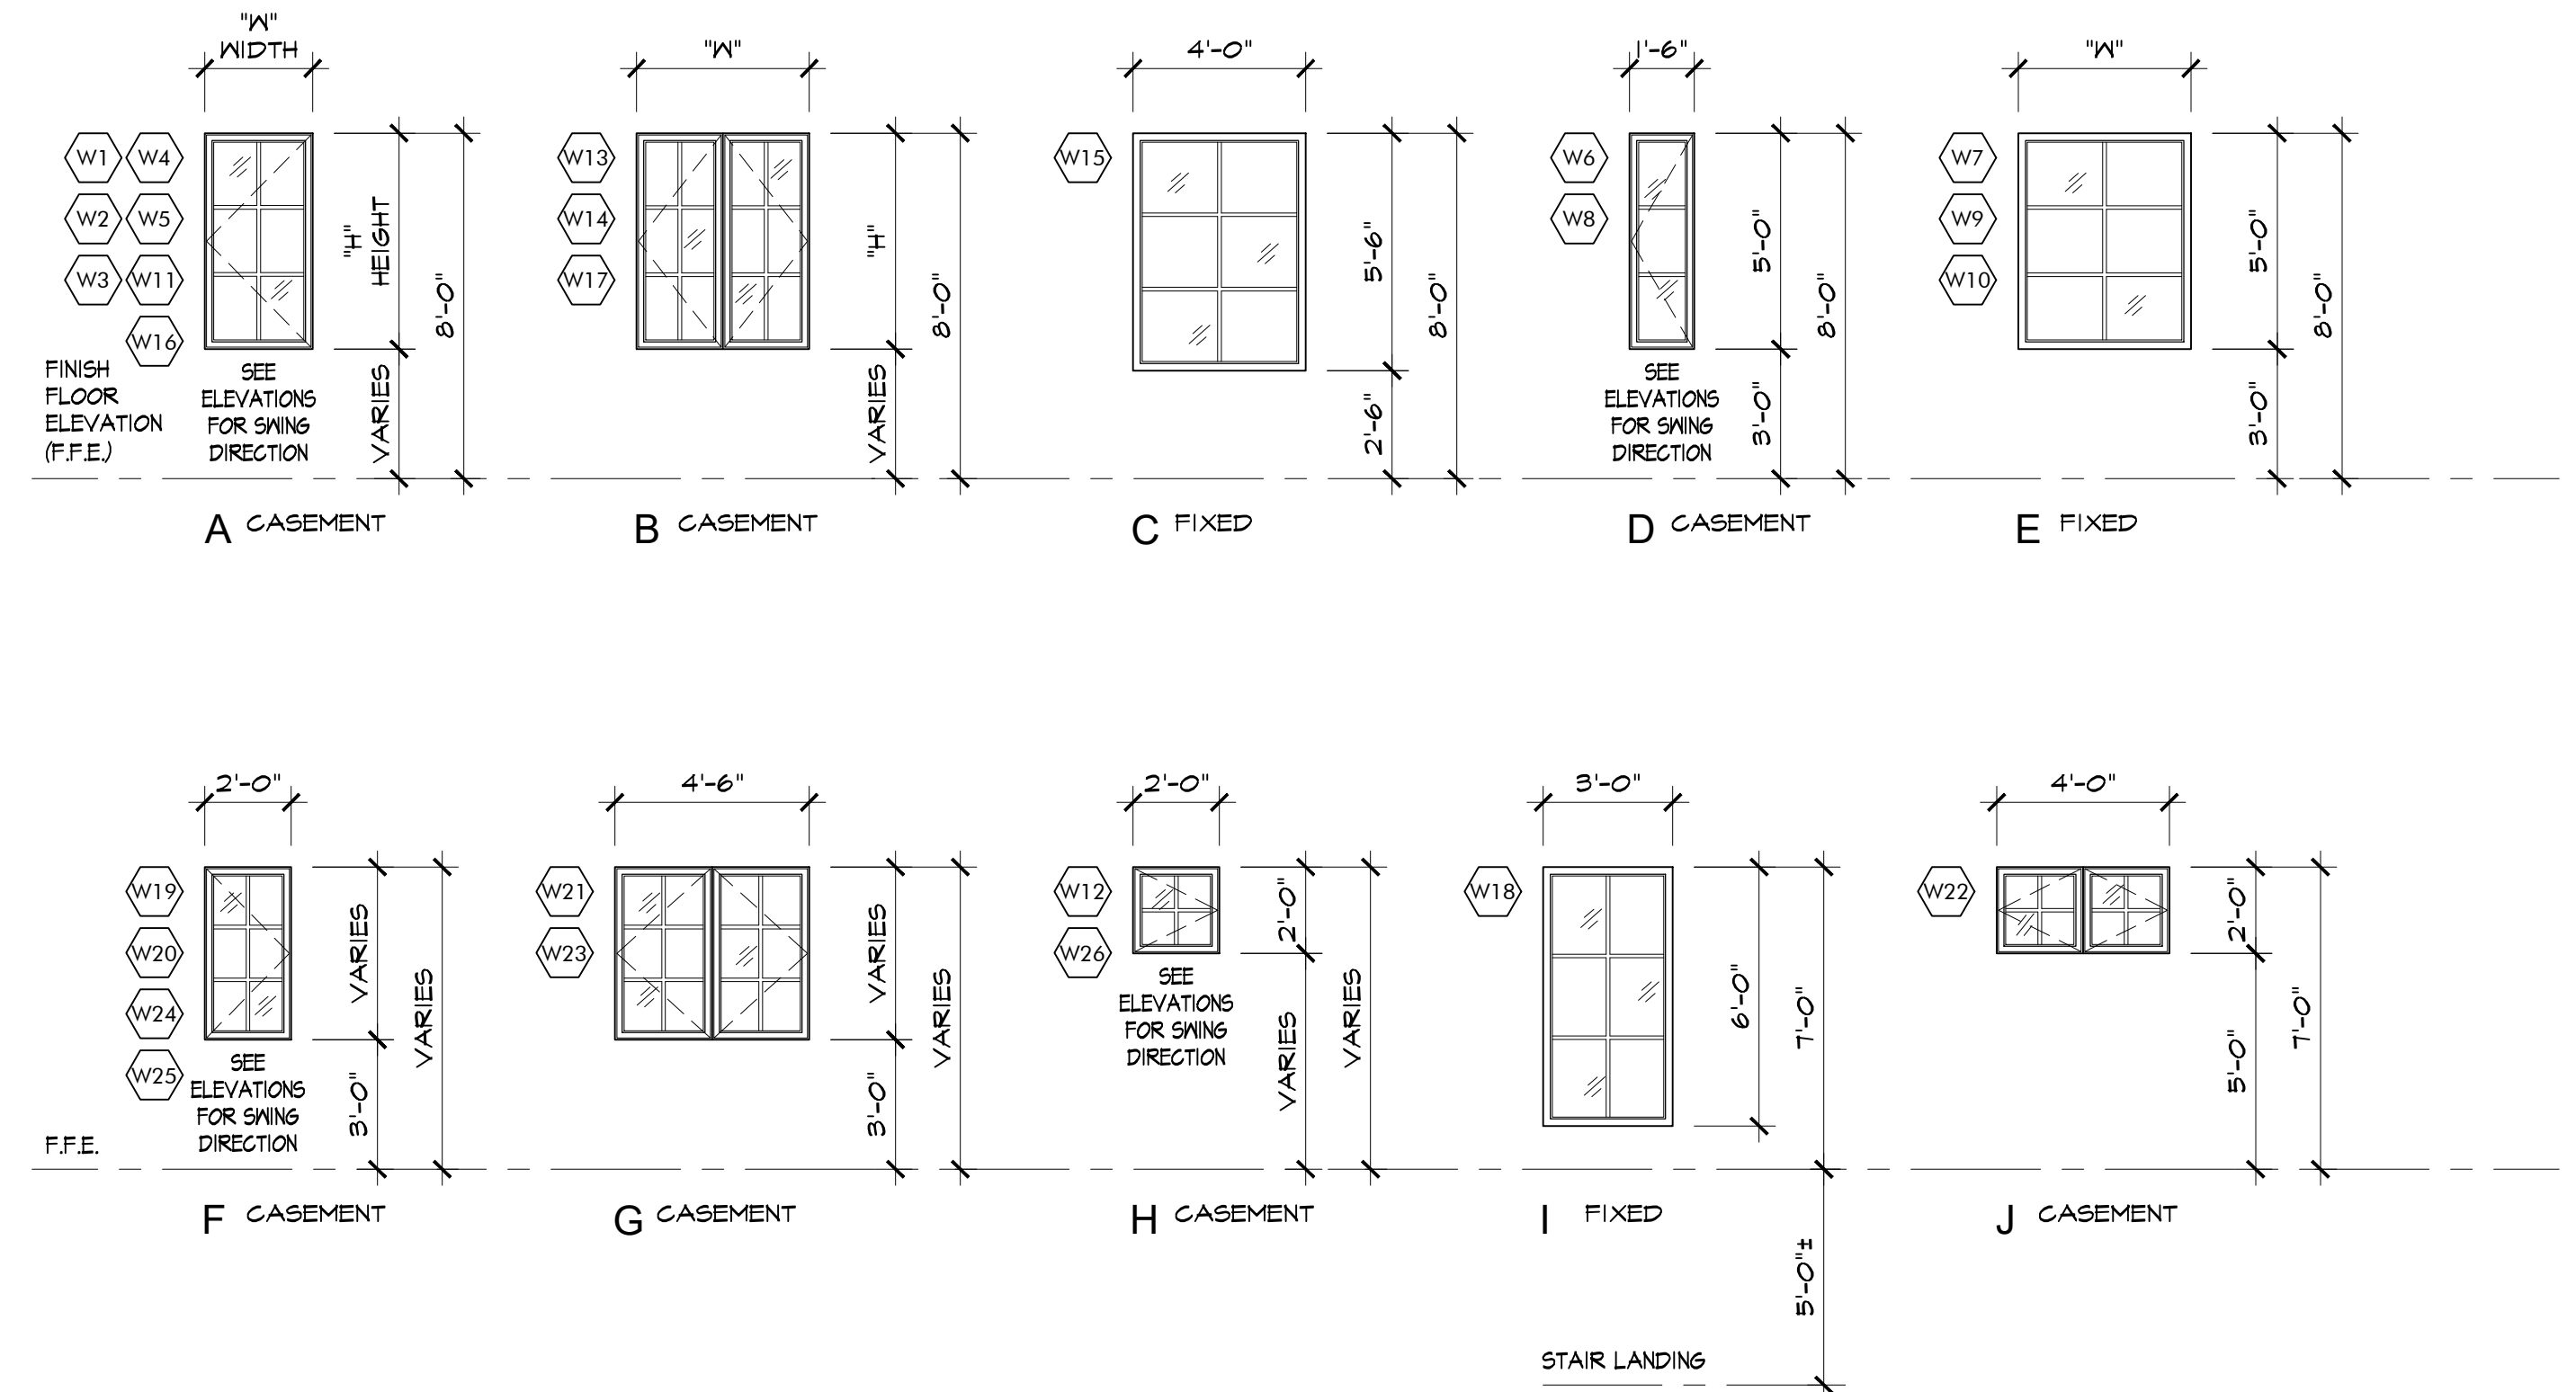 "W"
WIDTH
"W"
4'-0"
1'-6"
"W"
W1 W4
W2 W5
W3 W11
W16
"H"
HEIGHT
8'-0"
VARIES
FINISH
FLOOR
ELEVATION
(F.F.E.)
SEE
ELEVATIONS
FOR SWING
DIRECTION
W13
W14
W17
"H"
8'-0"
VARIES
W15
5'-6"
8'-0"
2'-6"
W6
W8
SEE
ELEVATIONS
FOR SWING
DIRECTION
5'-0"
8'-0"
3'-0"
W7
W9
W10
5'-0"
8'-0"
3'-0"
A CASEMENT
B CASEMENT
C FIXED
D CASEMENT
E FIXED
2'-0"
4'-6"
2'-0"
3'-0"
4'-0"
W19
W20
W24
W25
SEE
ELEVATIONS
FOR SWING
DIRECTION
VARIES
VARIES
3'-0"
F.F.E.
W21
W23
VARIES
VARIES
3'-0"
W12
W26
SEE
ELEVATIONS
FOR SWING
DIRECTION
2'-0"
VARIES
VARIES
W18
6'-0"
7'-0"
W22
2'-0"
7'-0"
5'-0"
F CASEMENT
G CASEMENT
H CASEMENT
I FIXED
J CASEMENT
5'-0"±
STAIR LANDING